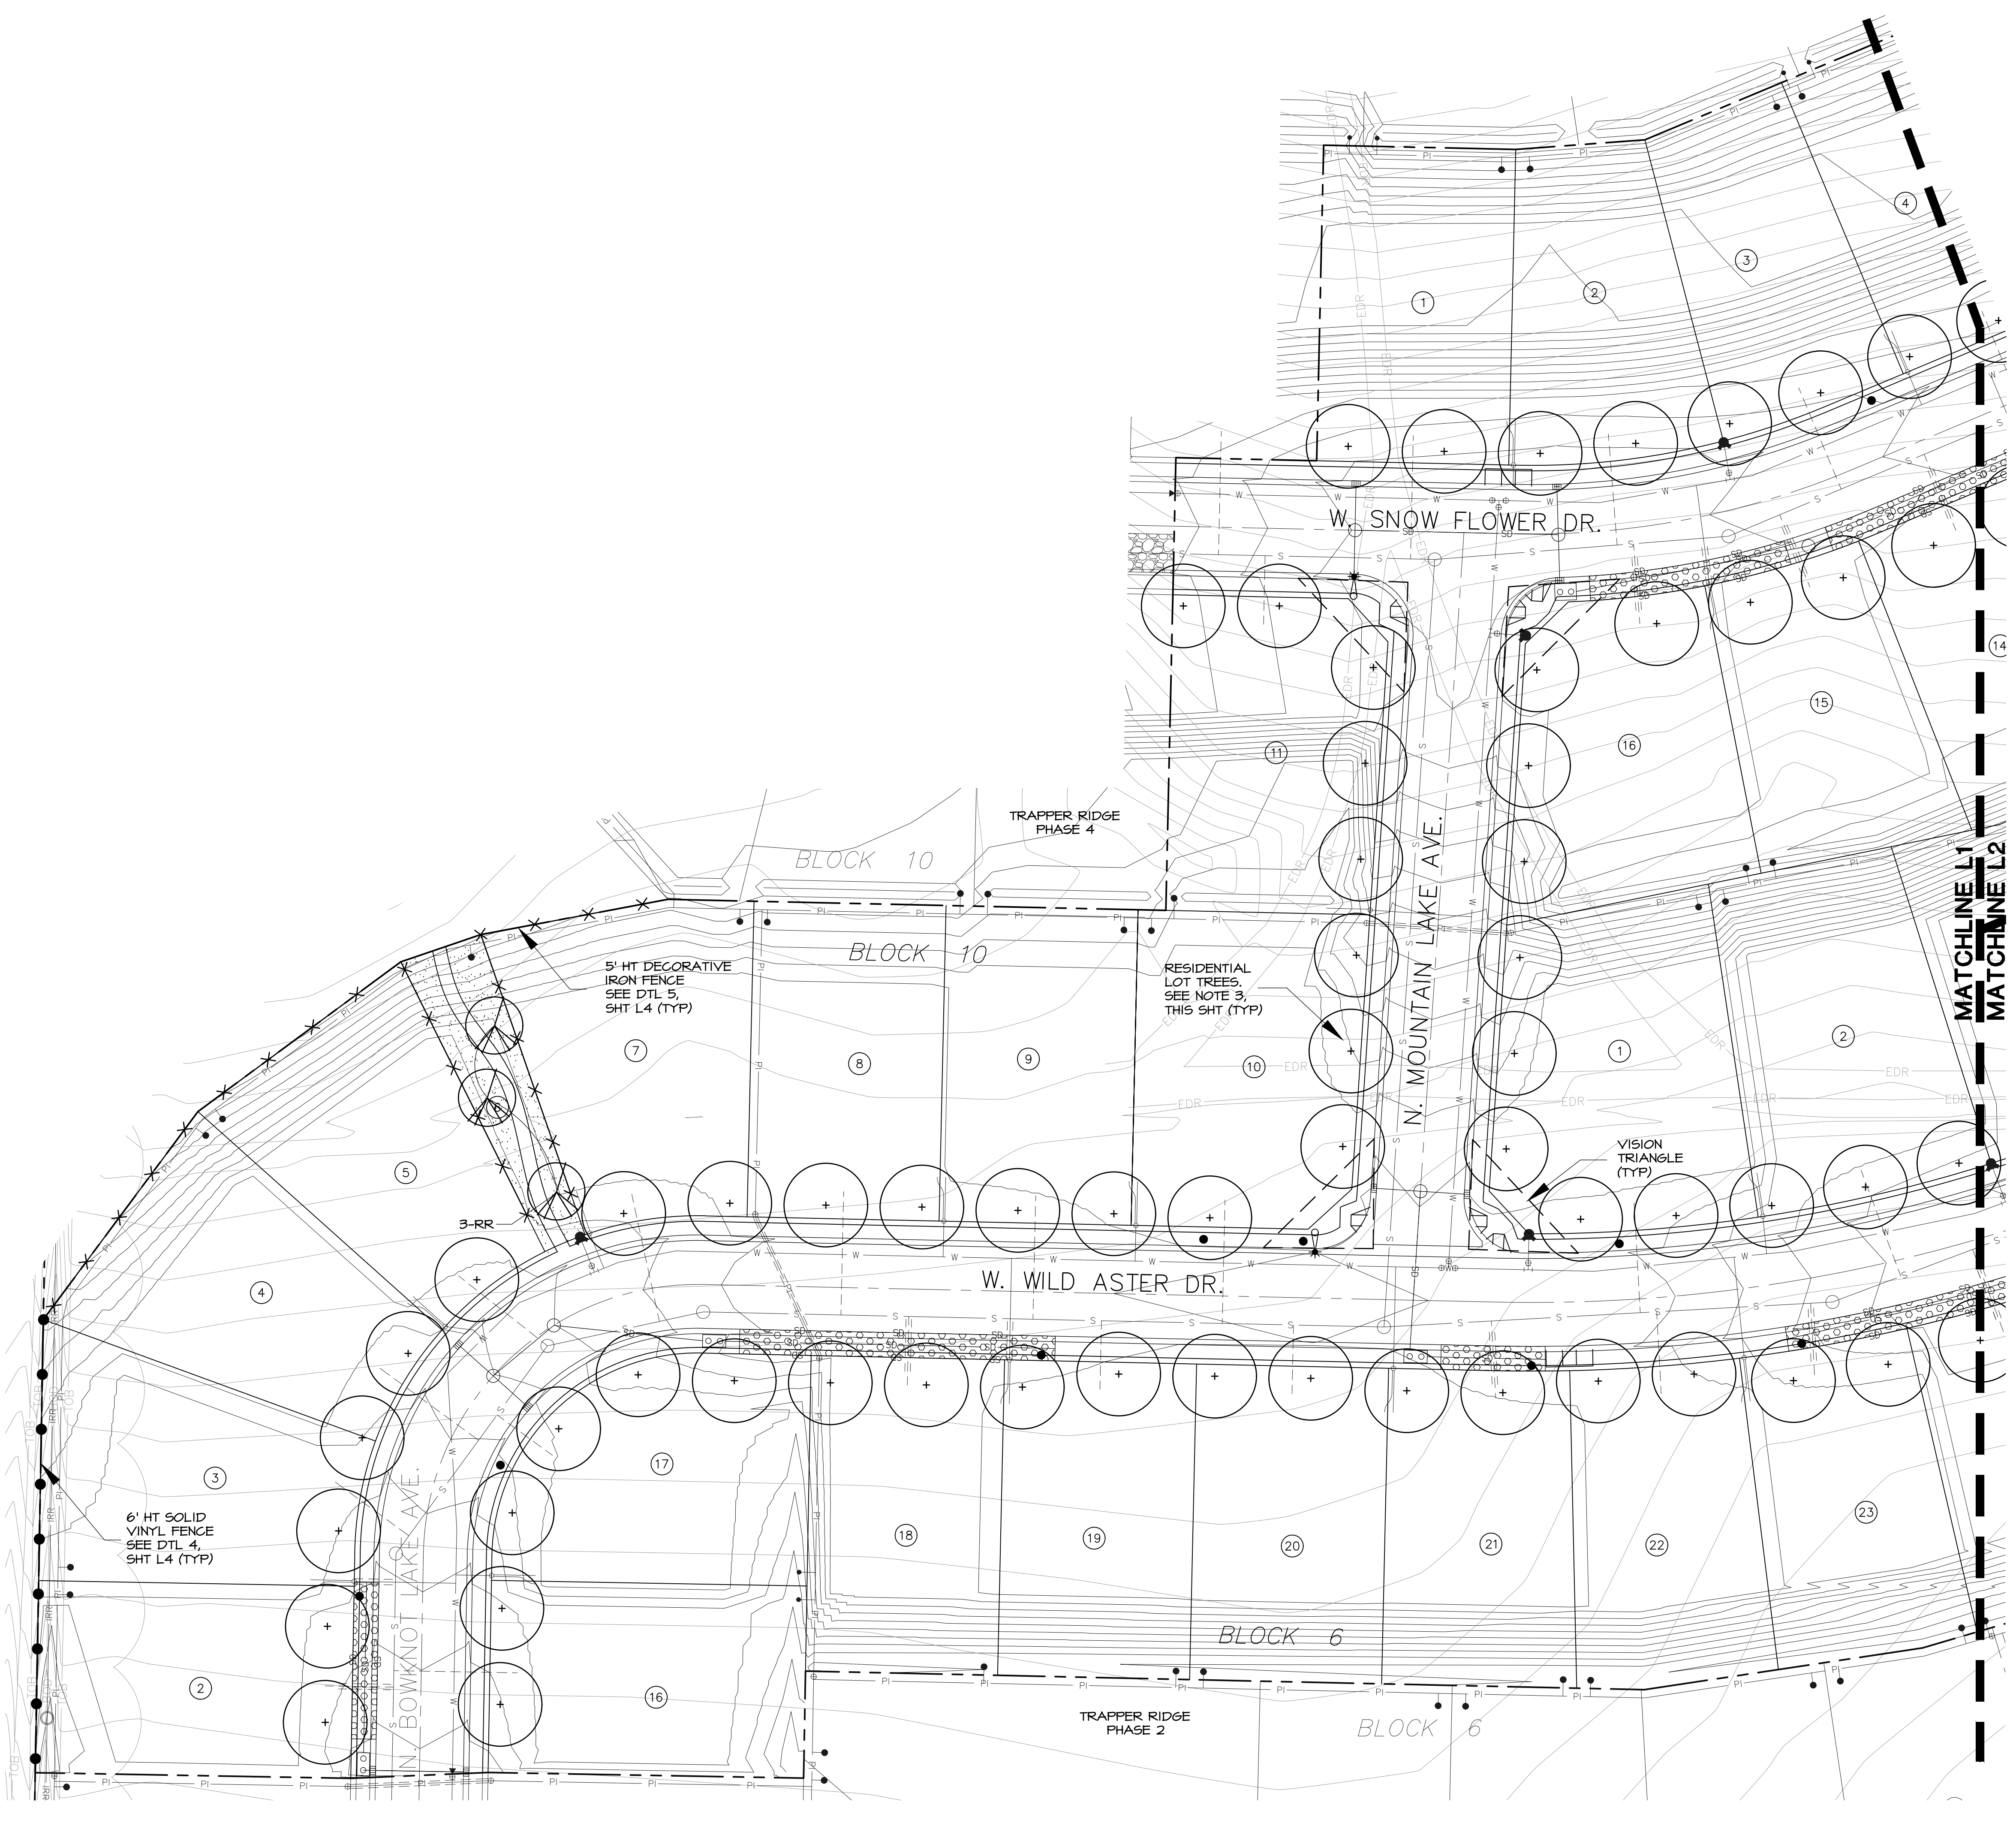 4
3
2
1
W. SNOW FLOWER DR.
14
15
16
11
N. MOUNTAIN LAKE AVE.
TRAPPER RIDGE
PHASE 4
BLOCK 10
BLOCK 10
MATCHLINE L1
MATCHLINE L2
5' HT DECORATIVE
IRON FENCE
SEE DTL 5,
SHT L4 (TYP)
RESIDENTIAL
LOT TREES.
SEE NOTE 3,
THIS SHT (TYP)
7
8
9
10
1
2
6
5
VISION
TRIANGLE
(TYP)
3-RR
4
W. WILD ASTER DR.
3
17
6' HT SOLID
VINYL FENCE
SEE DTL 4,
SHT L4 (TYP)
18
19
20
21
22
23
N. BOWKNOT LAKE AVE.
BLOCK 6
2
16
TRAPPER RIDGE
PHASE 2
BLOCK 6